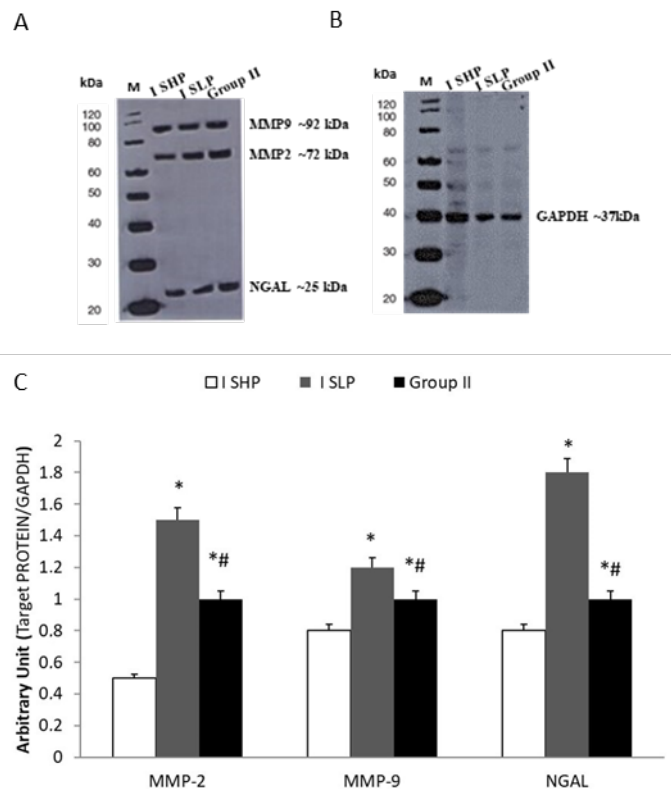 A
B
kDa
M
I SHP
I SLP
Group II
120
100
80
60
50
40
30
20
MMP9 ~92 kDa
MMP2 ~72 kDa
NGAL ~25 kDa
kDa
M
I SHP
I SLP
Group II
120
100
80
60
50
40
30
20
GAPDH ~37kDa
C
I SHP I SLP Group II
Arbitrary Unit (Target PROTEIN/GAPDH)
2
1.8
1.6
1.4
1.2
1
0.8
0.6
0.4
0.2
0
* *# * *# * *#
MMP-2 MMP-9 NGAL